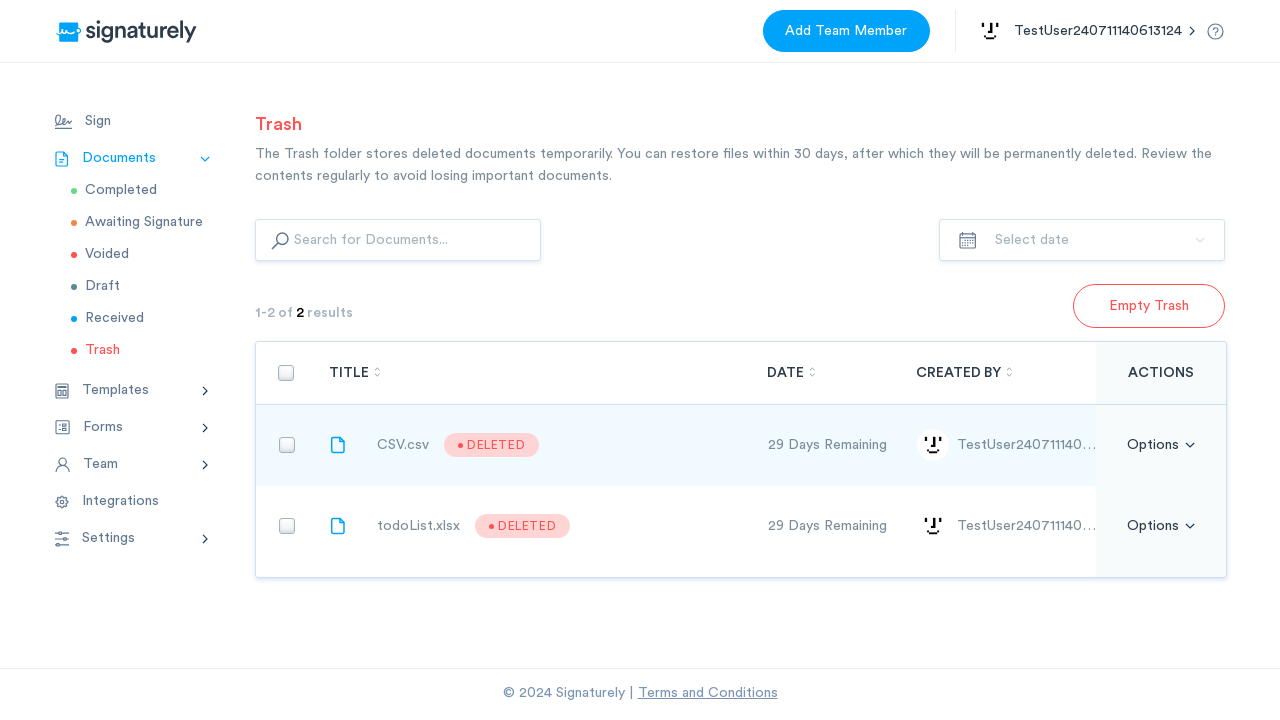 signaturely
Add Team Member
TestUser240711140613124
Sign
Documents
Completed
Awaiting Signature
Voided
Draft
Received
Trash
Templates
Forms
Team
Integrations
Settings
Trash
The Trash folder stores deleted documents temporarily. You can restore files within 30 days, after which they will be permanently deleted. Review the
contents regularly to avoid losing important documents.
Search for Documents...
Select date
1-2 of 2 results
Empty Trash
TITLE DATE CREATED BY ACTIONS
CSV.csv DELETED 29 Days Remaining TestUser240711140... Options
todoList.xlsx DELETED 29 Days Remaining TestUser240711140... Options
© 2024 Signaturely | Terms and Conditions